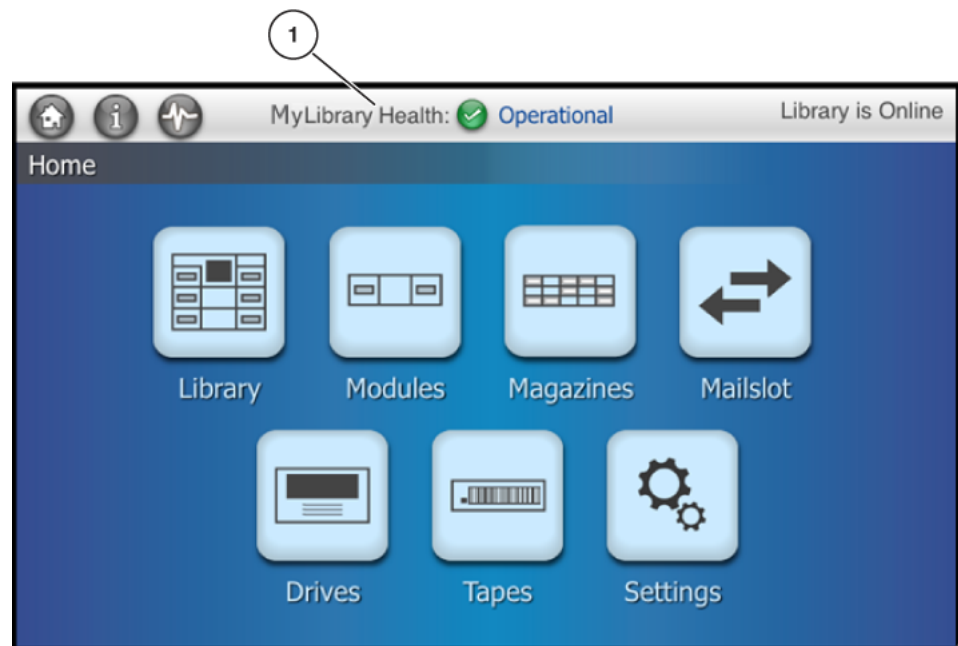 1
MyLibrary Health: Operational
Library is Online
Home
Library
Modules
Magazines
Mailslot
Drives
Tapes
Settings